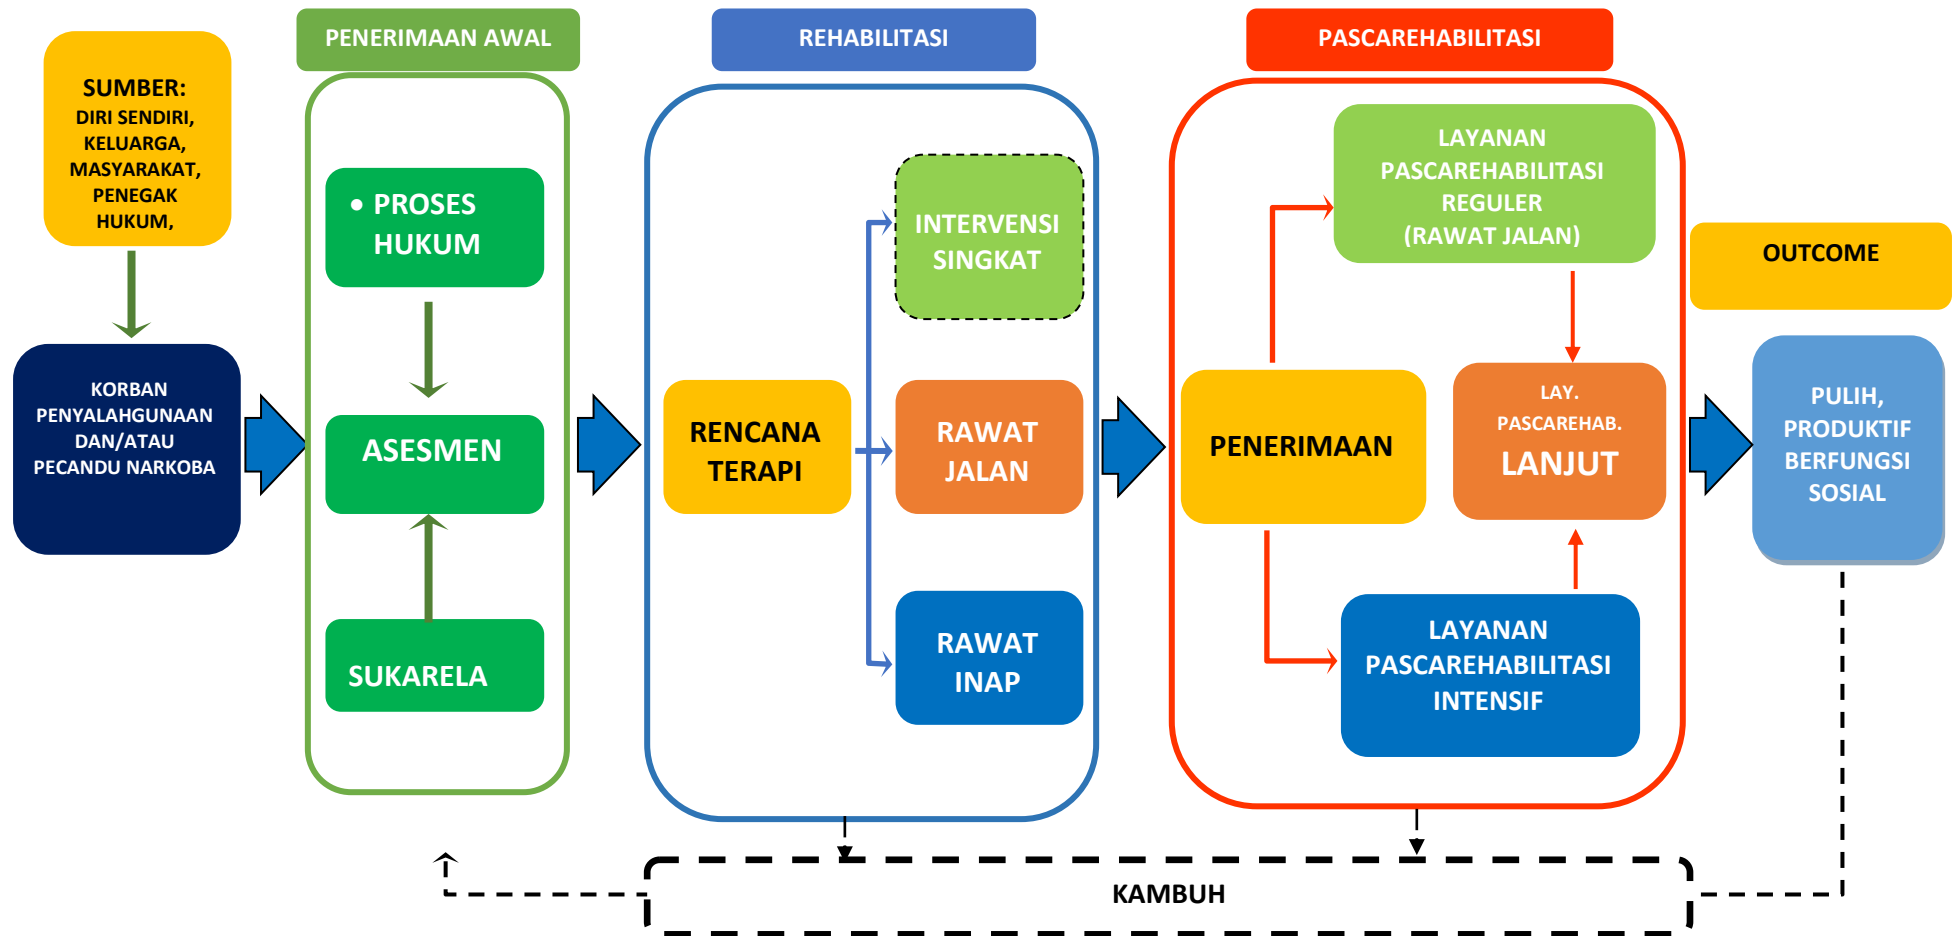 SUMBER:
DIRI SENDIRI,
KELUARGA,
MASYARAKAT,
PENEGAK
HUKUM,
KORBAN
PENYALAHGUNAAN
DAN/ATAU
PECANDU NARKOBA
PENERIMAAN AWAL
• PROSES
HUKUM
ASESMEN
SUKARELA
REHABILITASI
RENCANA
TERAPI
INTERVENSI
SINGKAT
RAWAT
JALAN
RAWAT
INAP
PASCAREHABILITASI
PENERIMAAN
LAYANAN
PASCAREHABILITASI
REGULER
(RAWAT JALAN)
LAY.
PASCAREHAB.
LANJUT
LAYANAN
PASCAREHABILITASI
INTENSIF
OUTCOME
PULIH,
PRODUKTIF
BERFUNGSI
SOSIAL
KAMBUH